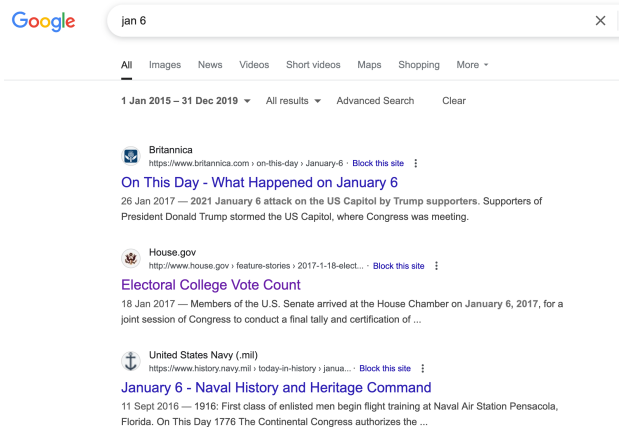 Google
jan 6
All Images News Videos Short videos Maps Shopping More
1 Jan 2015 – 31 Dec 2019 All results Advanced Search Clear
Britannica
https://www.britannica.com › on-this-day › January-6 · Block this site
On This Day - What Happened on January 6
26 Jan 2017 — 2021 January 6 attack on the US Capitol by Trump supporters. Supporters of
President Donald Trump stormed the US Capitol, where Congress was meeting.
House.gov
http://www.house.gov › feature-stories › 2017-1-18-elect... · Block this site
Electoral College Vote Count
18 Jan 2017 — Members of the U.S. Senate arrived at the House Chamber on January 6, 2017, for a
joint session of Congress to conduct a final tally and certification of ...
United States Navy (.mil)
https://www.history.navy.mil › today-in-history › janua... · Block this site
January 6 - Naval History and Heritage Command
11 Sept 2016 — 1916: First class of enlisted men begin flight training at Naval Air Station Pensacola,
Florida. On This Day 1776 The Continental Congress authorizes the ...